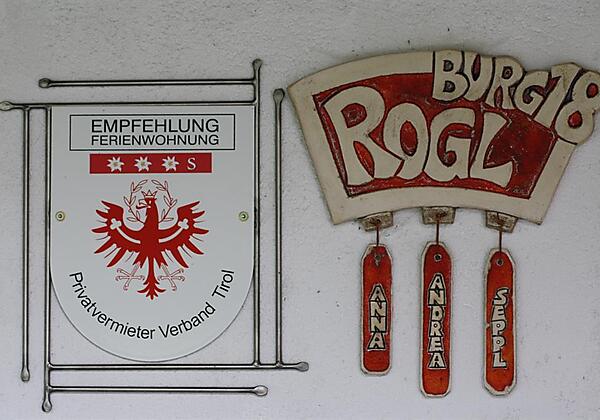 EMPFEHLUNG
FERIENWOHNUNG
S
Privatvermieter Verband Tirol
BURG 18
ROGL
ANNA
ANDREA
SEPPL